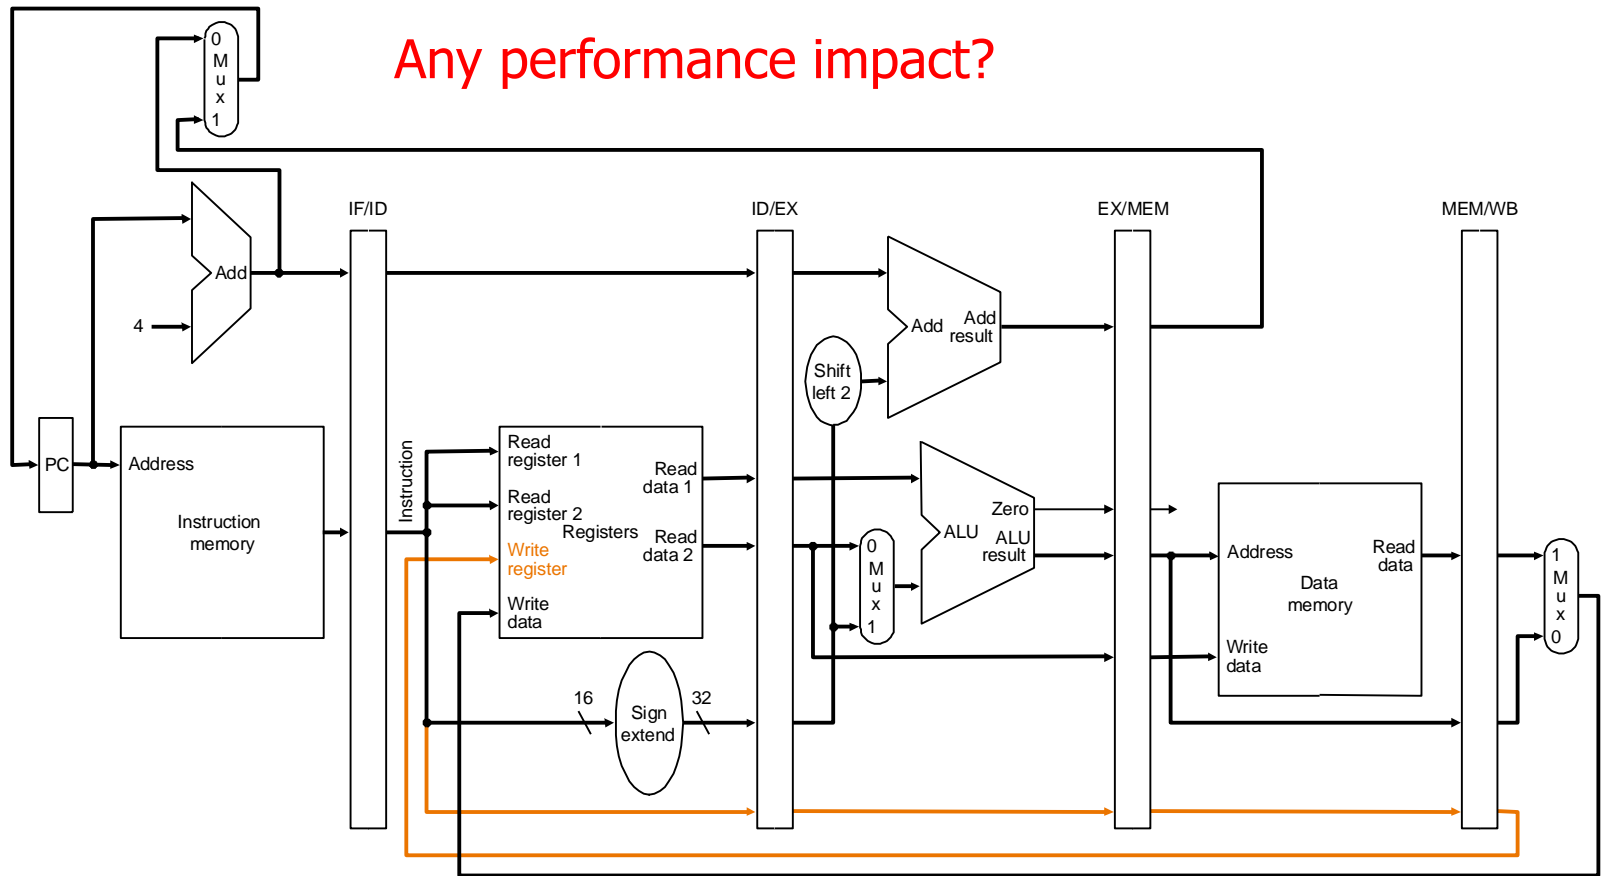 Any performance impact?
0
M
u
x
1
IF/ID
ID/EX
EX/MEM
MEM/WB
Add
4
Add
Add
result
Shift
left 2
PC
Address
Instruction
memory
Instruction
Read
register 1
Read
register 2
Write
register
Write
data
Registers
Read
data 1
Read
data 2
16
Sign
extend
32
0
M
u
x
1
Zero
ALU
ALU
result
Address
Read
data
Data
memory
Write
data
1
M
u
x
0